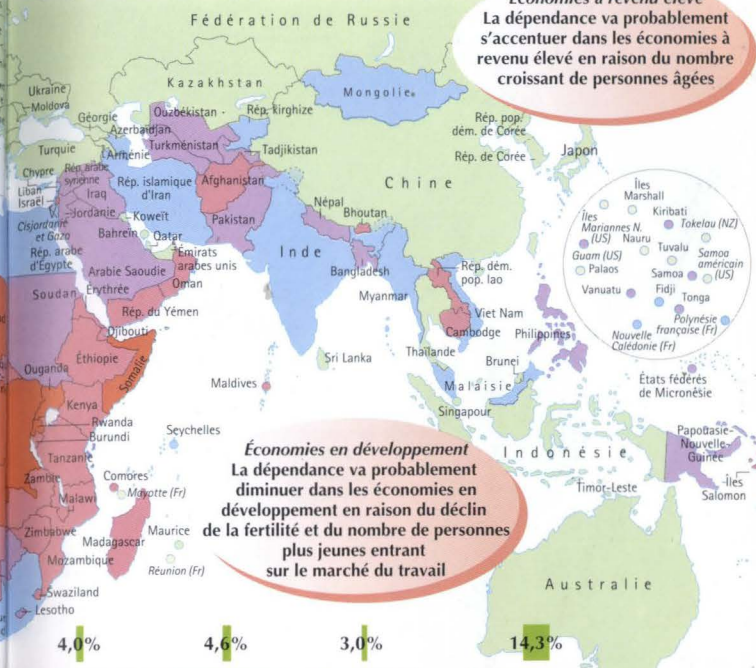 Économies à revenu élevé
La dépendance va probablement
s'accentuer dans les économies à
revenu élevé en raison du nombre
croissant de personnes âgées
Fédération de Russie
Kazakhstan
Mongolie
Ukraine
Moldova
Géorgie
Ouzbékistan
Rép. kirghize
Azerbaïdjan
Turkménistan
Tadjikistan
Turquie
Arménie
Rép. pop.
dém. de Corée
Rép. de Corée
Japon
Chine
Chypre
Rép. arabe
syrienne
Liban
Israël
Iraq
Rép. islamique
d'Iran
Afghanistan
Jordanie
Cisjordanie
et Gaza
Koweït
Bahreïn
Qatar
Pakistan
Népal
Bhoutan
Rép. arabe
d'Égypte
Émirats
arabes unis
Arabie Saoudite
Oman
Inde
Bangladesh
Myanmar
Rép. dém.
pop. lao
Soudan
Érythrée
Rép. du Yémen
Djibouti
Viet Nam
Cambodge
Philippines
Thaïlande
Éthiopie
Somalie
Sri Lanka
Brunei
Ouganda
Kenya
Maldives
Malaisie
Singapour
Rwanda
Burundi
Seychelles
Tanzanie
Indonésie
Timor-Leste
Papouasie-
Nouvelle-
Guinée
Îles
Salomon
Zambie
Comores
Mayotte (Fr)
Malawi
Zimbabwe
Madagascar
Maurice
Mozambique
Réunion (Fr)
Swaziland
Lesotho
Australie
Îles
Marshall
Îles
Mariannes N.
(US)
Kiribati
Tokelau (NZ)
Nauru
Guam (US)
Tuvalu
Samoa
américain
(US)
Palaos
Samoa
Vanuatu
Fidji
Tonga
Polynésie
française (Fr)
Nouvelle
Calédonie (Fr)
États fédérés
de Micronésie
Économies en développement
La dépendance va probablement
diminuer dans les économies en
développement en raison du déclin
de la fertilité et du nombre de personnes
plus jeunes entrant
sur le marché du travail
4,0%
4,6%
3,0%
14,3%